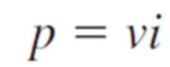 p = vi